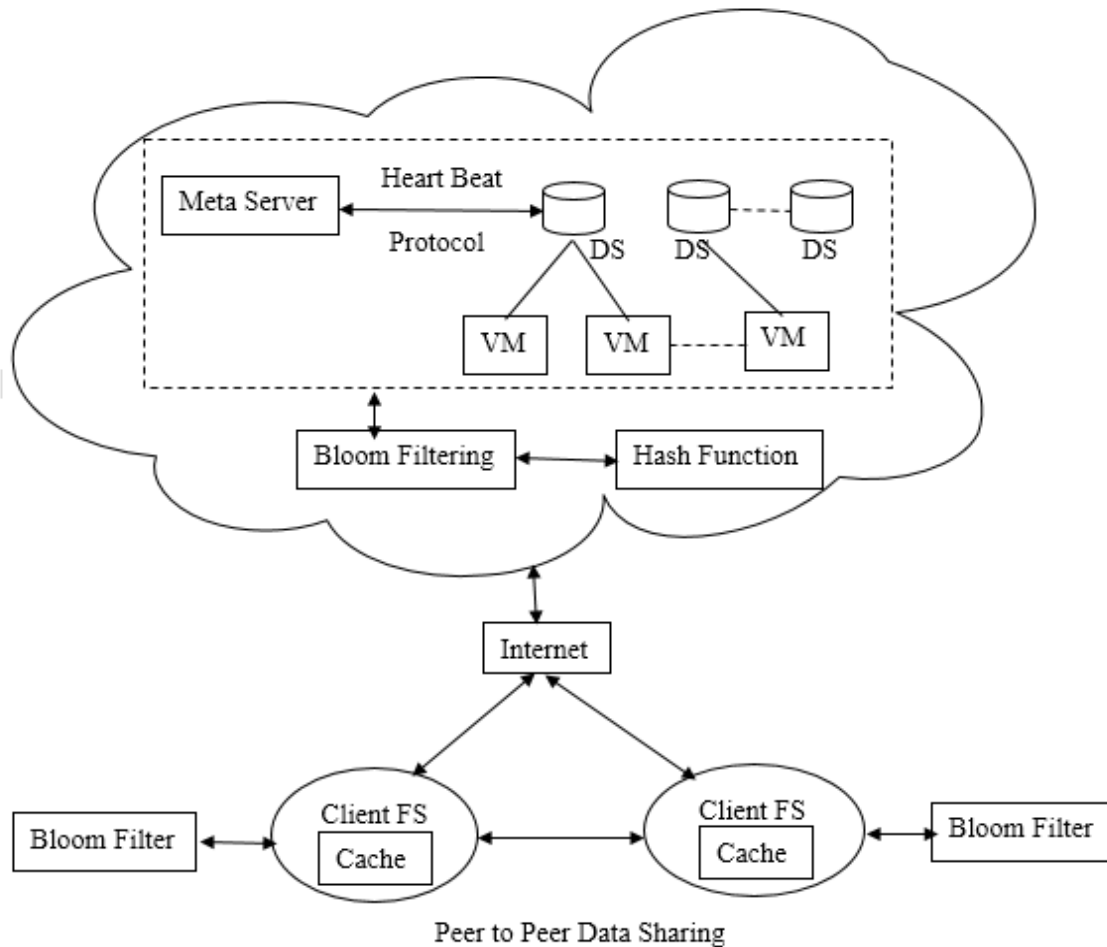 Heart Beat
Meta Server
Protocol
DS
DS
DS
VM
VM
VM
Bloom Filtering
Hash Function
Internet
Client FS
Cache
Client FS
Cache
Bloom Filter
Bloom Filter
Peer to Peer Data Sharing